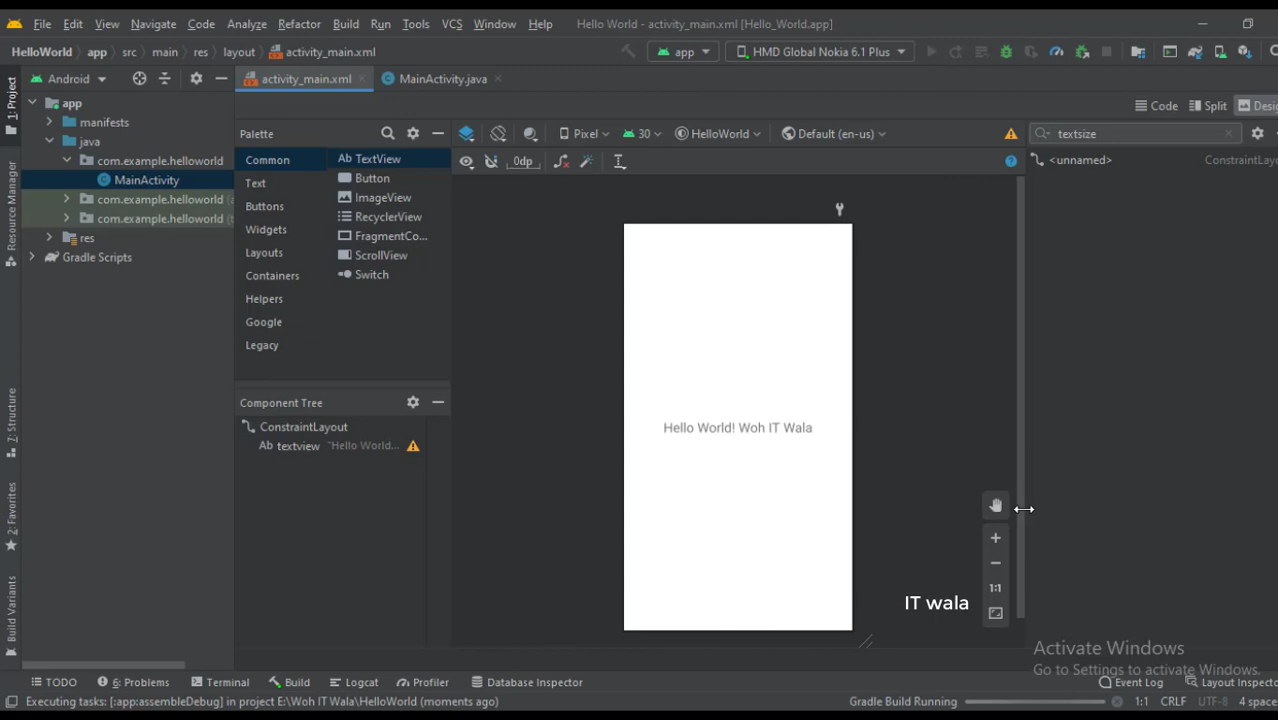 File Edit View Navigate Code Analyze Refactor Build Run Tools VCS Window Help Hello World - activity_main.xml [Hello_World.app]
HelloWorld app src main res layout activity_main.xml app HMD Global Nokia 6.1 Plus
Android activity_main.xml MainActivity.java
Code Split
Palette Pixel 30 HelloWorld Default (en-us) textsize
0dp <unnamed>
1: Project
Resource Manager
Z: Structure
2: Favorites
Build Variants
app
manifests
java
com.example.helloworld
MainActivity
com.example.helloworld
com.example.helloworld
res
Gradle Scripts
Common
Text
Buttons
Widgets
Layouts
Containers
Helpers
Google
Legacy
Ab TextView
Button
ImageView
RecyclerView
FragmentCo...
ScrollView
Switch
Component Tree
ConstraintLayout
Ab textview "Hello World...
Hello World! Woh IT Wala
1:1
IT wala
Activate Windows
Go to Settings to activate Windows.
TODO 6: Problems Terminal Build Logcat Profiler Database Inspector Event Log
Executing tasks: [:app:assembleDebug] in project E:\Woh IT Wala\HelloWorld (moments ago) Gradle Build Running 1:1 CRLF UTF-8